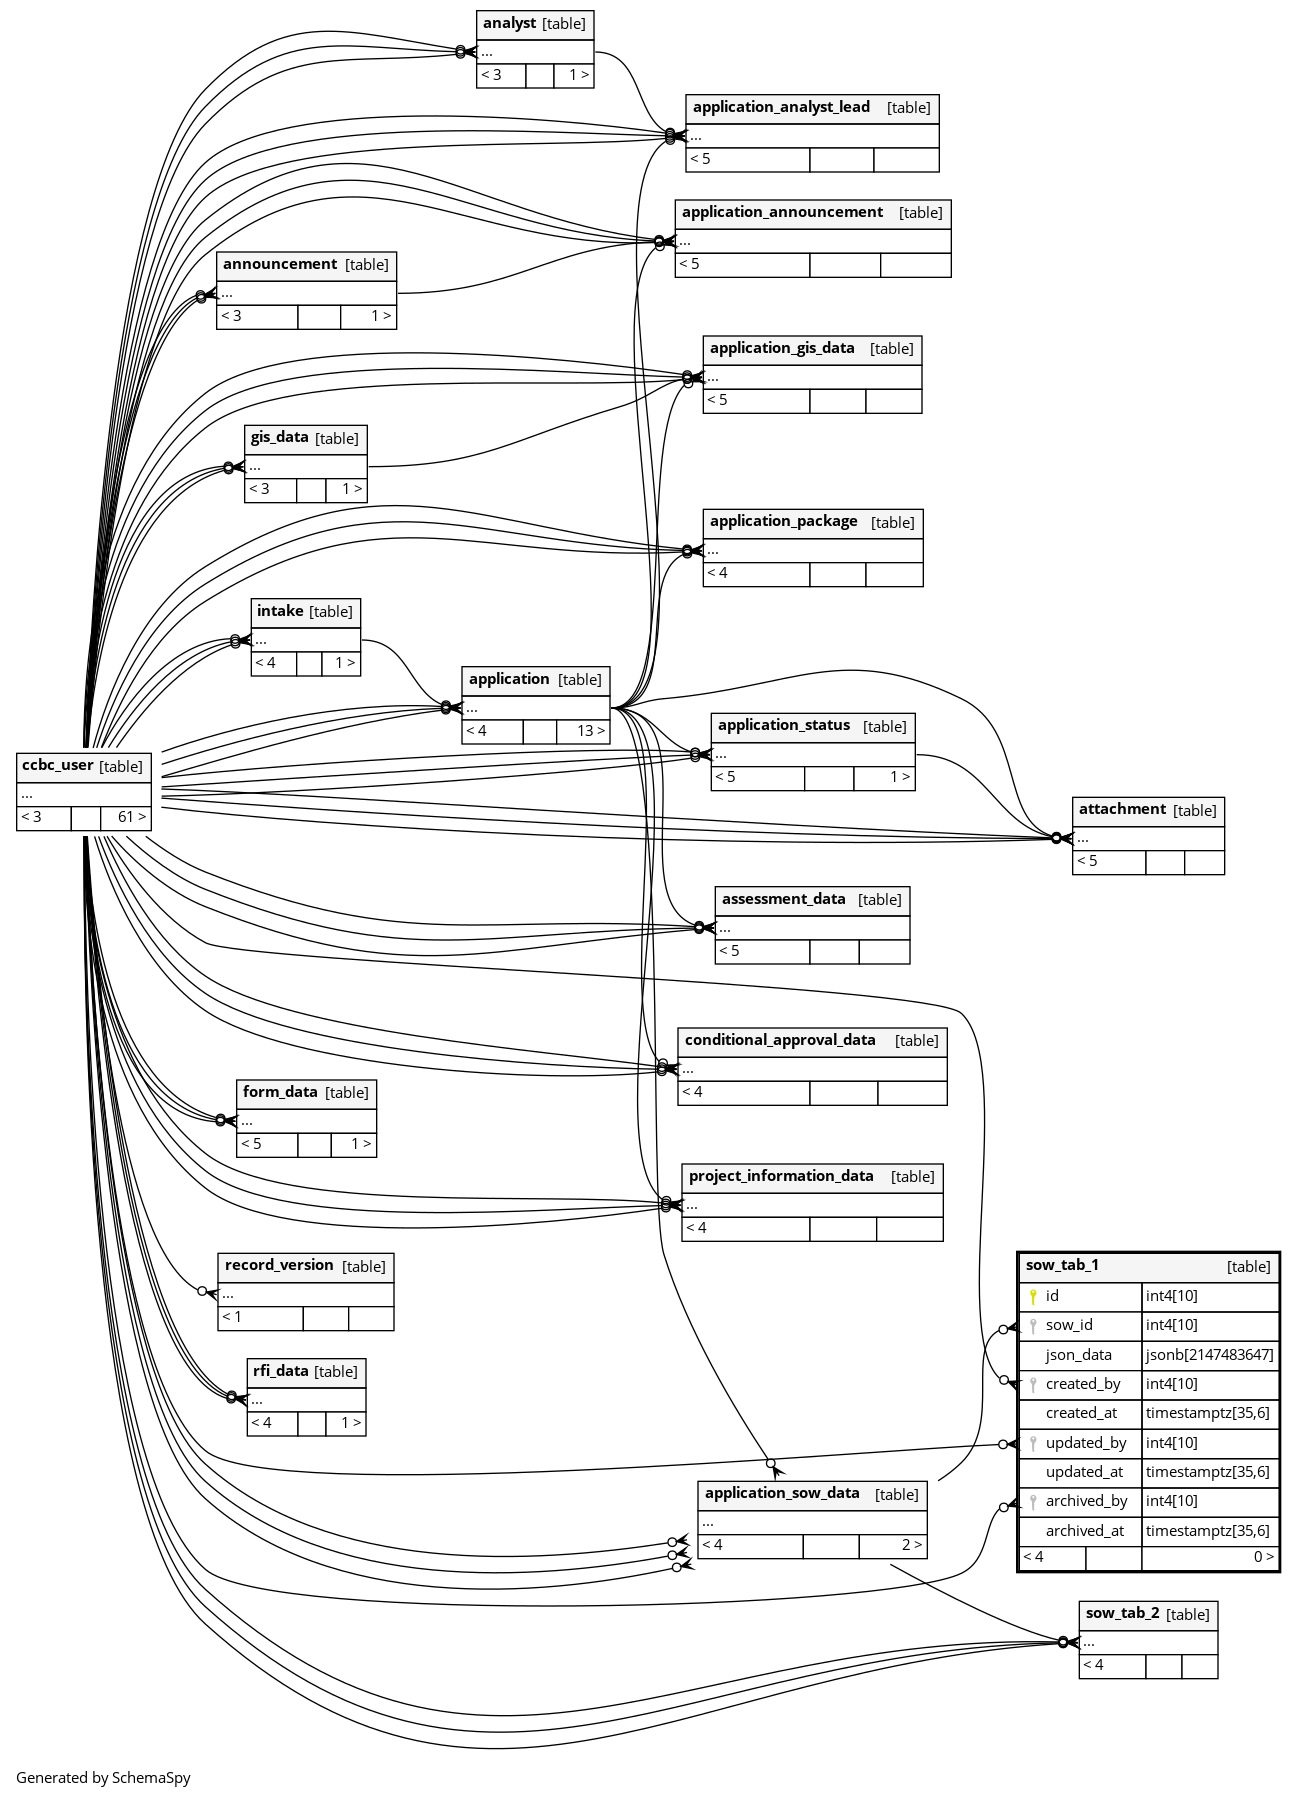 analyst [table]
...
< 3 1 >
application_analyst_lead [table]
...
< 5
application_announcement [table]
...
< 5
announcement [table]
...
< 3 1 >
application_gis_data [table]
...
< 5
gis_data [table]
...
< 3 1 >
application_package [table]
...
< 4
intake [table]
...
< 4 1 >
application [table]
...
< 4 13 >
application_status [table]
...
< 5 1 >
ccbc_user [table]
...
< 3 61 >
attachment [table]
...
< 5
assessment_data [table]
...
< 5
conditional_approval_data [table]
...
< 4
form_data [table]
...
< 5 1 >
project_information_data [table]
...
< 4
record_version [table]
...
< 1
sow_tab_1 [table]
id int4[10]
sow_id int4[10]
json_data jsonb[2147483647]
created_by int4[10]
created_at timestamptz[35,6]
updated_by int4[10]
updated_at timestamptz[35,6]
archived_by int4[10]
archived_at timestamptz[35,6]
< 4 0 >
rfi_data [table]
...
< 4 1 >
application_sow_data [table]
...
< 4 2 >
sow_tab_2 [table]
...
< 4
Generated by SchemaSpy